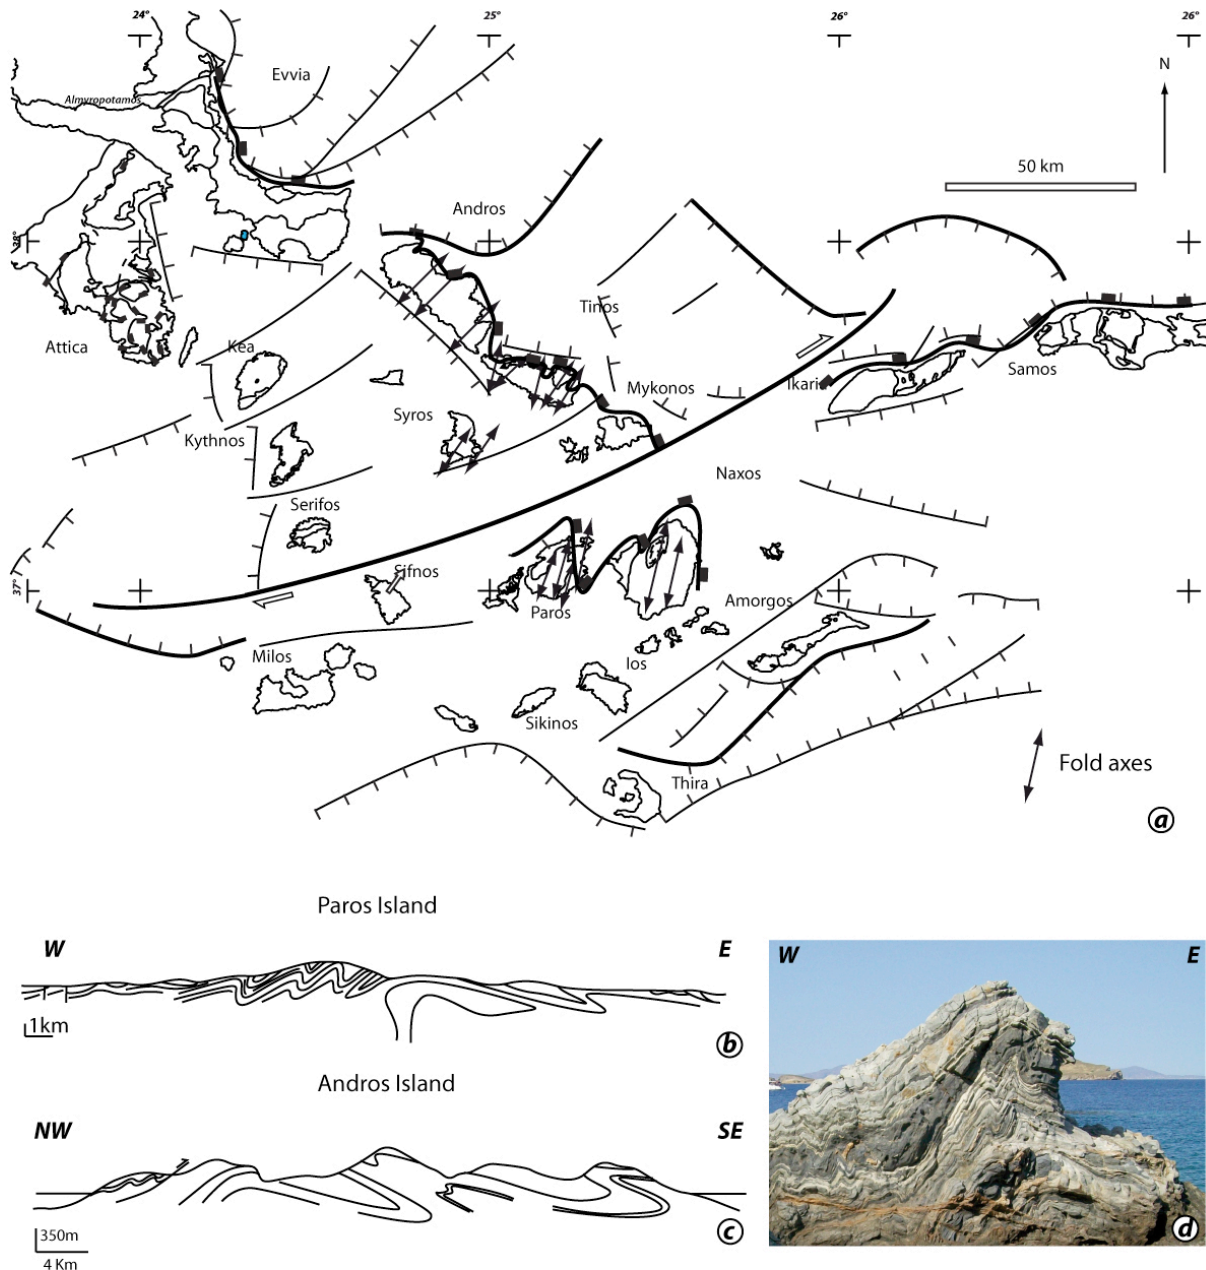 24°
25°
26°
26°
Evvia
N
Almyropotamos
50 km
Andros
38°
Tinos
Attica
Kea
Ikaria
Samos
Mykonos
Syros
Kythnos
Naxos
Serifos
Sifnos
37°
Amorgos
Paros
Milos
Ios
Sikinos
Thira
Fold axes
a
Paros Island
W
E
1km
b
Andros Island
NW
SE
350m
4 Km
c
W
E
d